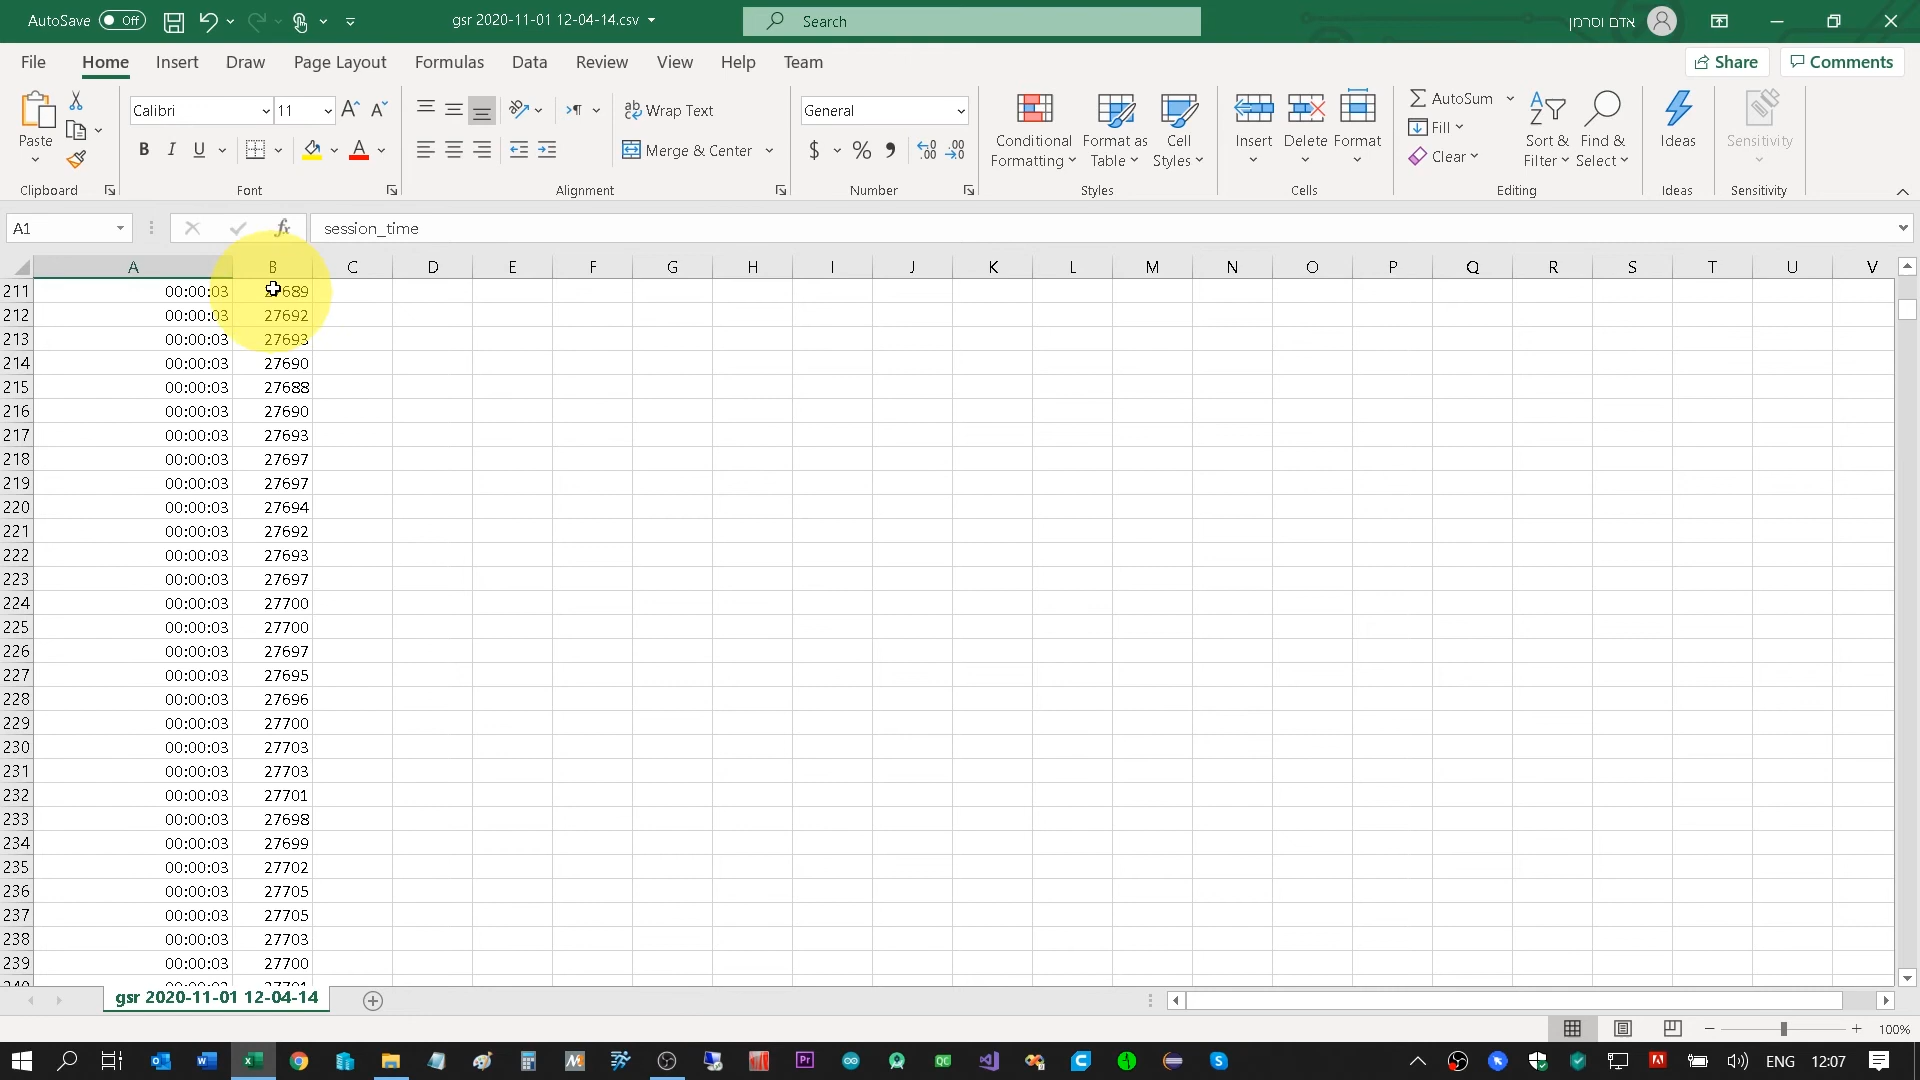 AutoSave Off gsr 2020-11-01 12-04-14.csv Search אדם וסרמן
File Home Insert Draw Page Layout Formulas Data Review View Help Team Share Comments
Paste Calibri 11 Wrap Text General Conditional Formatting Format as Table Cell Styles Insert Delete Format AutoSum Fill Clear Sort & Filter Find & Select Ideas Sensitivity
B I U Merge & Center $ % 9 .00 .00
Clipboard Font Alignment Number Styles Cells Editing Ideas Sensitivity
A1 fx session_time
A B C D E F G H I J K L M N O P Q R S T U V
211 00:00:03 27689
212 00:00:03 27692
213 00:00:03 27693
214 00:00:03 27690
215 00:00:03 27688
216 00:00:03 27690
217 00:00:03 27693
218 00:00:03 27697
219 00:00:03 27697
220 00:00:03 27694
221 00:00:03 27692
222 00:00:03 27693
223 00:00:03 27697
224 00:00:03 27700
225 00:00:03 27700
226 00:00:03 27697
227 00:00:03 27695
228 00:00:03 27696
229 00:00:03 27700
230 00:00:03 27703
231 00:00:03 27703
232 00:00:03 27701
233 00:00:03 27698
234 00:00:03 27699
235 00:00:03 27702
236 00:00:03 27705
237 00:00:03 27705
238 00:00:03 27703
239 00:00:03 27700
240 00:00:03 27701
gsr 2020-11-01 12-04-14
100%
ENG 12:07